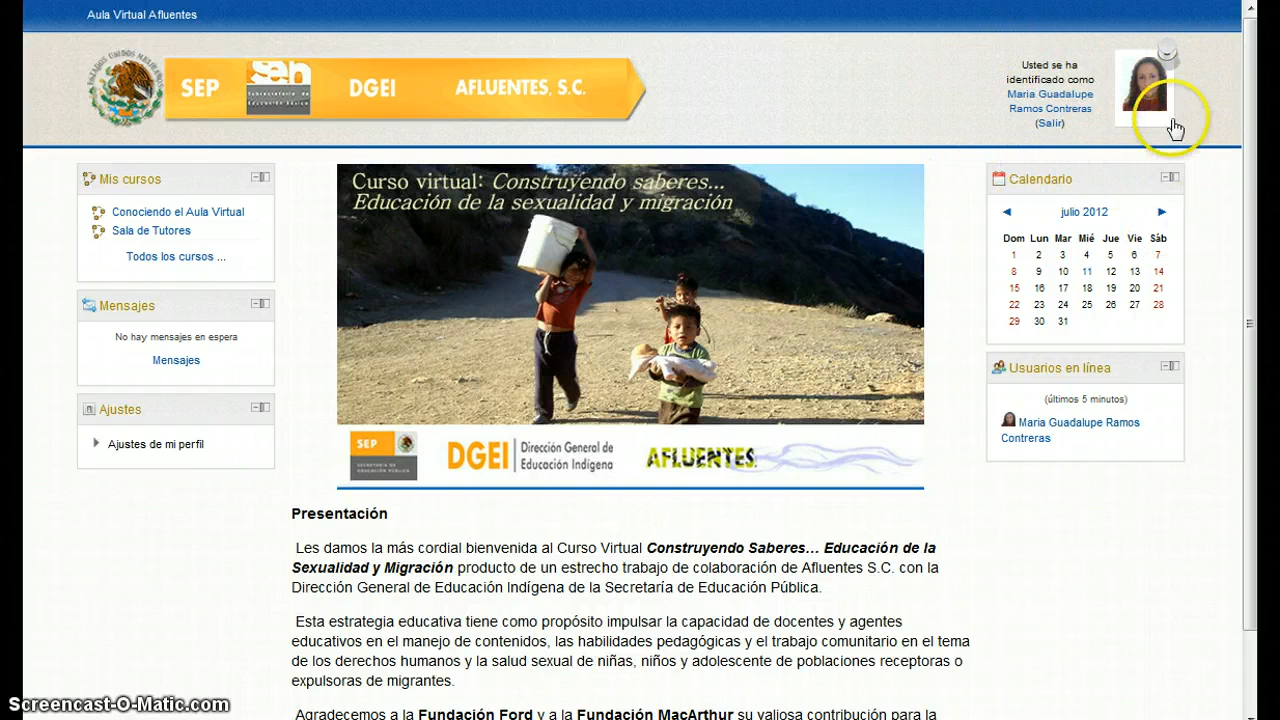 Aula Virtual Afluentes
SEP
sen
Subsecretaría de
Educación Básica
DGEI
AFLUENTES, S.C.
Usted se ha
identificado como
Maria Guadalupe
Ramos Contreras
(Salir)
Mis cursos
Conociendo el Aula Virtual
Sala de Tutores
Todos los cursos ...
Mensajes
No hay mensajes en espera
Mensajes
Ajustes
Ajustes de mi perfil
Curso virtual: Construyendo saberes...
Educación de la sexualidad y migración
SEP
SECRETARÍA DE
EDUCACIÓN PÚBLICA
DGEI
Dirección General de
Educación Indígena
AFLUENTES
Presentación
Les damos la más cordial bienvenida al Curso Virtual Construyendo Saberes... Educación de la
Sexualidad y Migración producto de un estrecho trabajo de colaboración de Afluentes S.C. con la
Dirección General de Educación Indígena de la Secretaría de Educación Pública.
Esta estrategia educativa tiene como propósito impulsar la capacidad de docentes y agentes
educativos en el manejo de contenidos, las habilidades pedagógicas y el trabajo comunitario en el tema
de los derechos humanos y la salud sexual de niñas, niños y adolescente de poblaciones receptoras o
expulsoras de migrantes.
Agradecemos a la Fundación Ford y a la Fundación MacArthur su valiosa contribución para la
Calendario
◄ julio 2012 ►
Dom Lun Mar Mié Jue Vie Sáb
1 2 3 4 5 6 7
8 9 10 11 12 13 14
15 16 17 18 19 20 21
22 23 24 25 26 27 28
29 30 31
Usuarios en línea
(últimos 5 minutos)
Maria Guadalupe Ramos
Contreras
Screencast-O-Matic.com